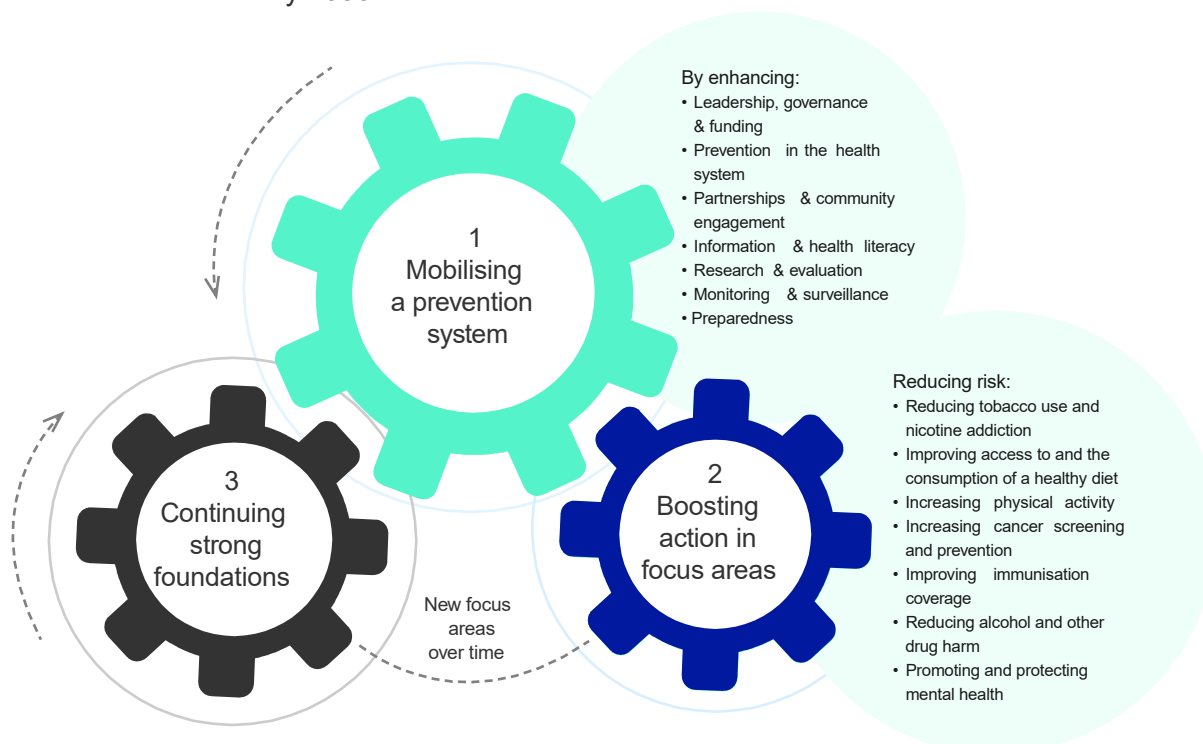 By enhancing:
• Leadership, governance
& funding
• Prevention in the health
system
• Partnerships & community
engagement
• Information & health literacy
• Research & evaluation
• Monitoring & surveillance
• Preparedness
1
Mobilising
a prevention
system
Reducing risk:
• Reducing tobacco use and
nicotine addiction
• Improving access to and the
consumption of a healthy diet
• Increasing physical activity
• Increasing cancer screening
and prevention
• Improving immunisation
coverage
• Reducing alcohol and other
drug harm
• Promoting and protecting
mental health
2
Boosting
action in
focus areas
3
Continuing
strong
foundations
New focus
areas
over time